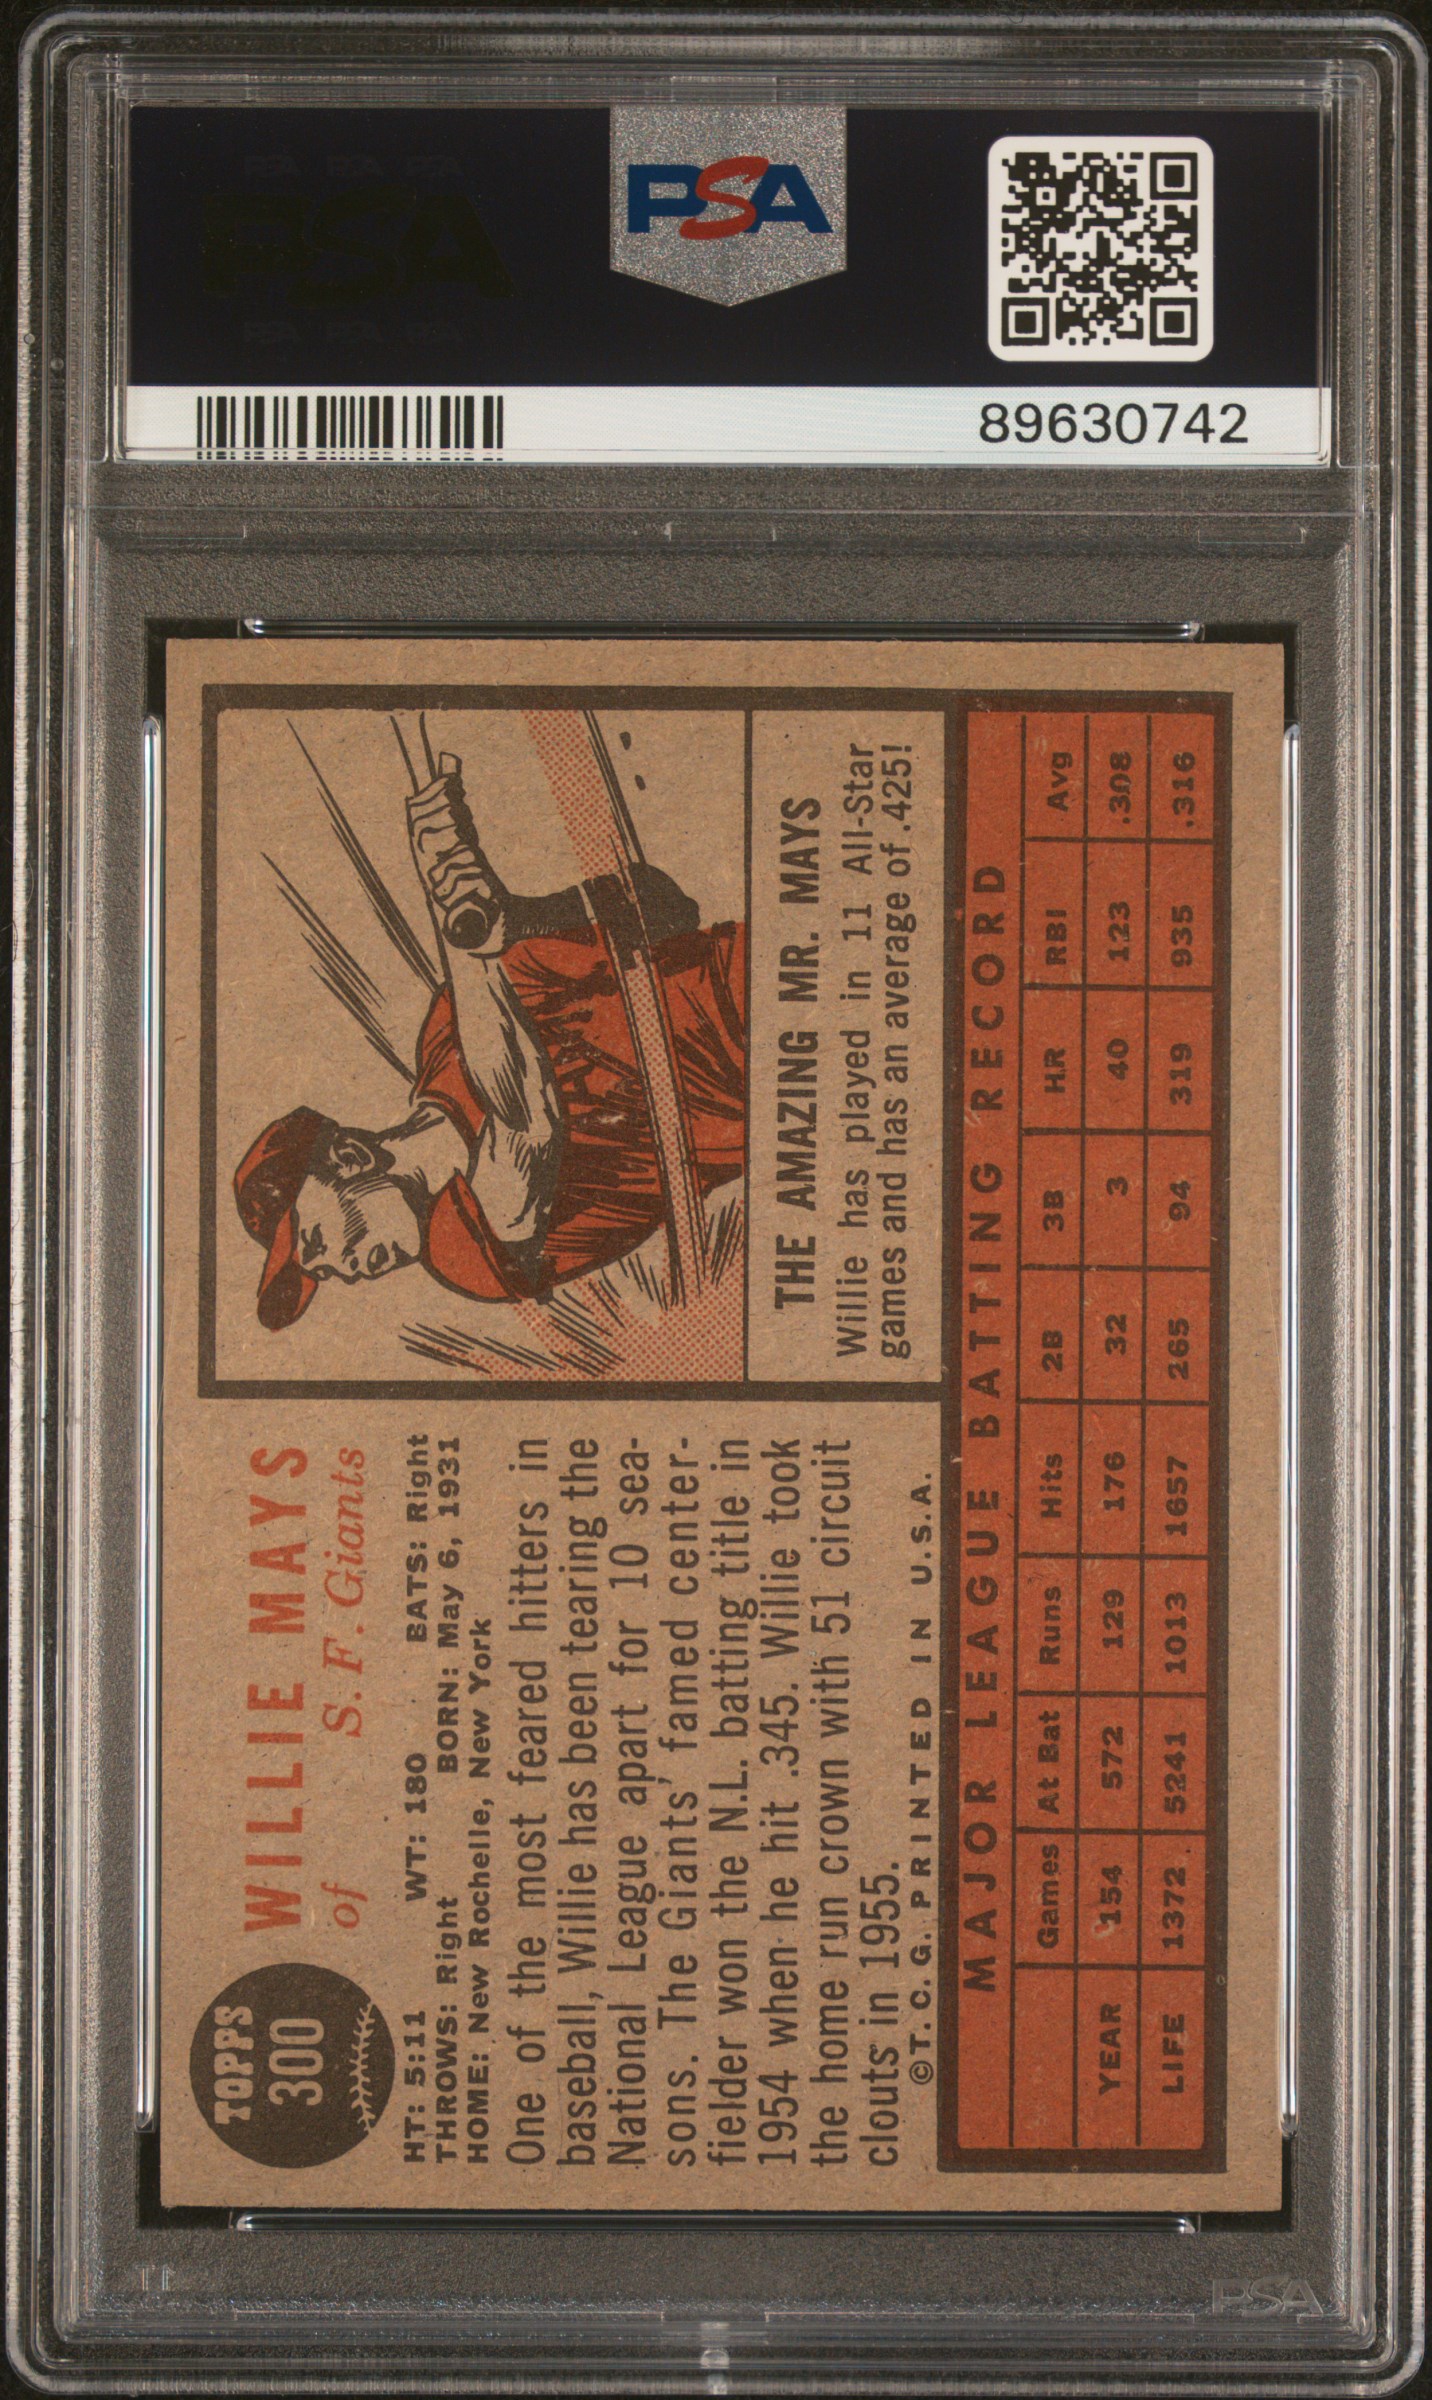 PSA
89630742
TOPPS
300
WILLIE MAYS
of S. F. Giants
HT: 5:11 WT: 180 BATS: Right
THROWS: Right BORN: May 6, 1931
HOME: New Rochelle, New York
One of the most feared hitters in
baseball, Willie has been tearing the
National League apart for 10 sea-
sons. The Giants' famed center-
fielder won the N.L. batting title in
1954 when he hit .345. Willie took
the home run crown with 51 circuit
clouts in 1955.
©T. C. G. PRINTED IN U.S.A.
THE AMAZING MR. MAYS
Willie has played in 11 All-Star
games and has an average of .425!
MAJOR LEAGUE BATTING RECORD
Games At Bat Runs Hits 2B 3B HR RBI Avg
YEAR 154 572 129 176 32 3 40 123 .308
LIFE 1372 5241 1013 1657 265 94 319 935 .316
PSA